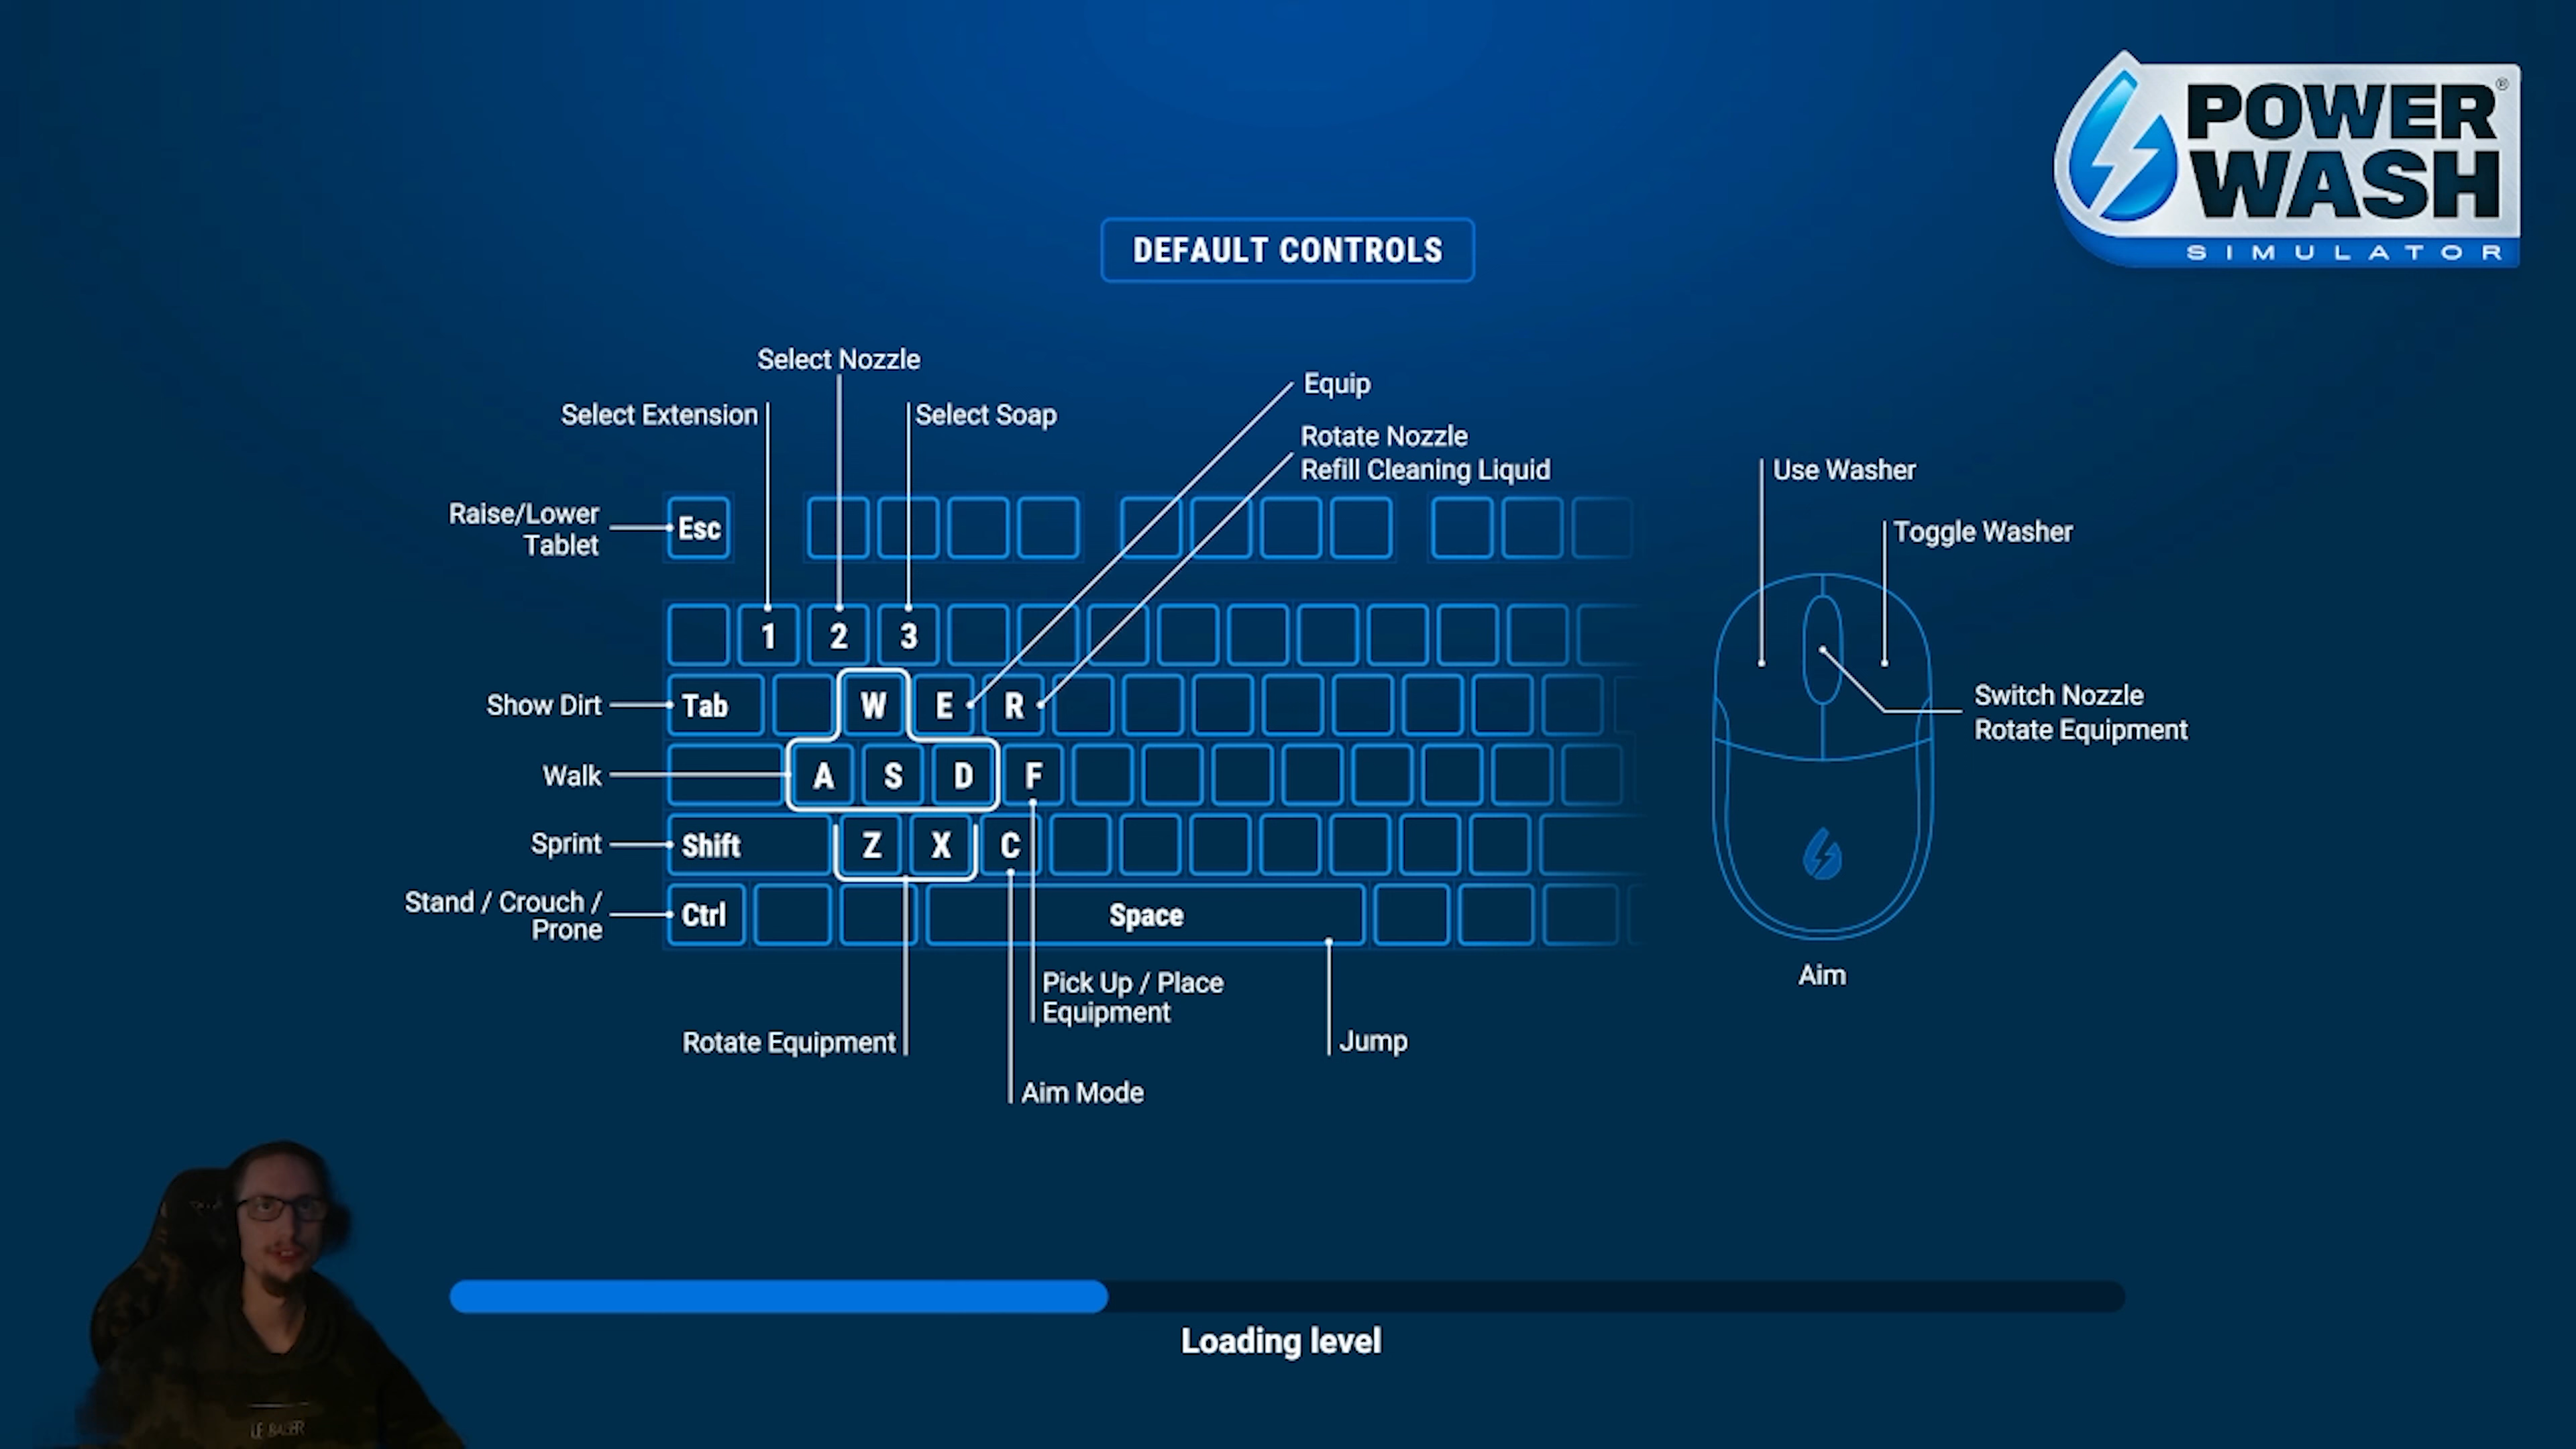 POWER
WASH
SIMULATOR
DEFAULT CONTROLS
Select Nozzle
Equip
Select Extension
Select Soap
Rotate Nozzle
Refill Cleaning Liquid
Use Washer
Raise/Lower
Tablet
Esc
Toggle Washer
1 2 3
Show Dirt
Tab W E R
Switch Nozzle
Rotate Equipment
Walk
A S D F
Sprint
Shift Z X C
Stand / Crouch /
Prone
Ctrl Space
Aim
Pick Up / Place
Equipment
Rotate Equipment
Jump
Aim Mode
Loading level